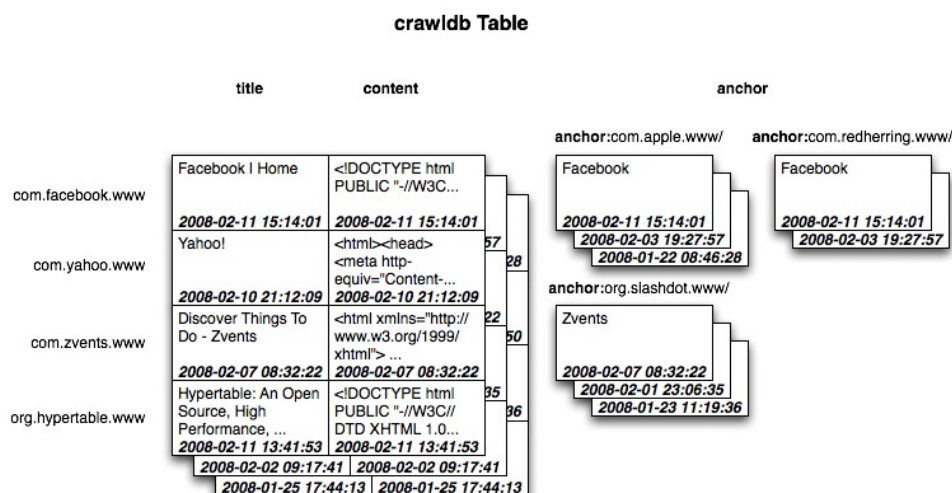 crawldb Table
title
content
anchor
anchor:com.apple.www/
anchor:com.redherring.www/
com.facebook.www
Facebook | Home
2008-02-11 15:14:01
<!DOCTYPE html
PUBLIC "-//W3C...
2008-02-11 15:14:01
57
28
Facebook
2008-02-11 15:14:01
2008-02-03 19:27:57
2008-01-22 08:46:28
Facebook
2008-02-11 15:14:01
2008-02-03 19:27:57
com.yahoo.www
Yahoo!
2008-02-10 21:12:09
<html><head>
<meta http-
equiv="Content-...
2008-02-10 21:12:09
22
50
anchor:org.slashdot.www/
com.zvents.www
Discover Things To
Do - Zvents
2008-02-07 08:32:22
<html xmlns="http://
www.w3.org/1999/
xhtml"> ...
2008-02-07 08:32:22
35
36
Zvents
2008-02-07 08:32:22
2008-02-01 23:06:35
2008-01-23 11:19:36
org.hypertable.www
Hypertable: An Open
Source, High
Performance, ...
2008-02-11 13:41:53
<!DOCTYPE html
PUBLIC "-//W3C//
DTD XHTML 1.0...
2008-02-11 13:41:53
2008-02-02 09:17:41
2008-02-02 09:17:41
2008-01-25 17:44:13
2008-01-25 17:44:13